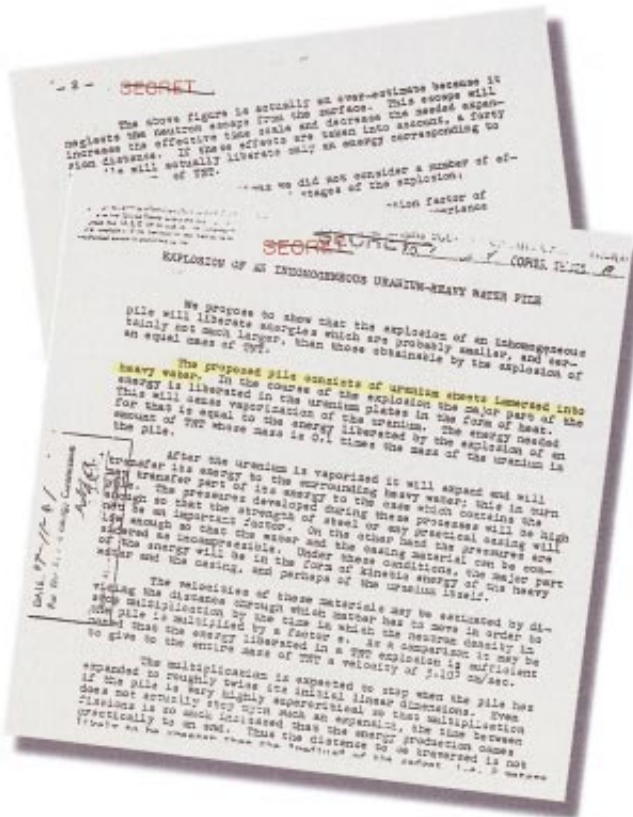 - 2 - SECRET
The above figure is actually an over-estimate because it
neglects the neutron escape from the surface. This escape will
increase the effective time scale and decrease the needed expan-
sion distance. If these effects are taken into account, a forty
will actually liberate only an energy corresponding to
of TNT.
we did not consider a number of ef-
stages of the explosion:
factor of
SECRET SECRET
EXPLOSION OF AN INHOMOGENEOUS URANIUM-HEAVY WATER PILE
We propose to show that the explosion of an inhomogeneous
pile will liberate energies which are probably smaller, and cer-
tainly not much larger, than those obtainable by the explosion of
an equal mass of TNT.
The proposed pile consists of uranium sheets immersed into
heavy water. In the course of the explosion the major part of the
energy is liberated in the uranium plates in the form of heat.
This will cause vaporization of the uranium. The energy needed
for that is equal to the energy liberated by the explosion of an
amount of TNT whose mass is 0.1 times the mass of the uranium in
the pile.
After the uranium is vaporized it will expand and will
transfer its energy to the surrounding heavy water; this in turn
will transfer part of its energy to the case which contains the
pile. The pressures developed during these processes will be high
enough so that the strength of steel or any practical casing will
not be an important factor. On the other hand the pressures are
low enough so that the water and the casing material can be con-
sidered as incompressible. Under these conditions, the major part
of the energy will be in the form of kinetic energy of the heavy
water and the casing, and perhaps of the uranium itself.
The velocities of these materials may be estimated by di-
viding the distance through which matter has to move in order to
stop multiplication by the time in which the neutron density in
the pile is multiplied by a factor e. As a comparison it may be
noted that the energy liberated in a TNT explosion is sufficient
to give to the entire mass of TNT a velocity of 3·10⁵ cm/sec.
The multiplication is expected to stop when the pile has
expanded to roughly twice its initial linear dimensions. Even
if the pile is very highly supercritical so that multiplication
does not actually stop with such an expansion, the time between
fissions is so much increased that the energy production comes
practically to an end. Thus the distance to be traversed is not
likely to be greater than the